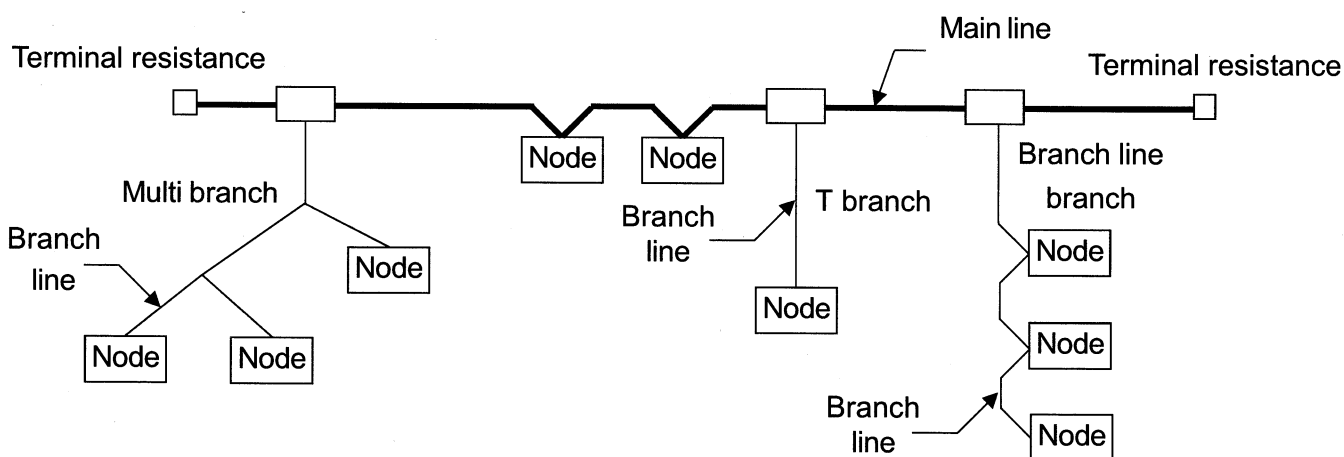 Main line
Terminal resistance
Terminal resistance
Node
Node
Branch line
branch
Multi branch
T branch
Branch
line
Branch
line
Node
Node
Node
Node
Node
Node
Branch
line
Node